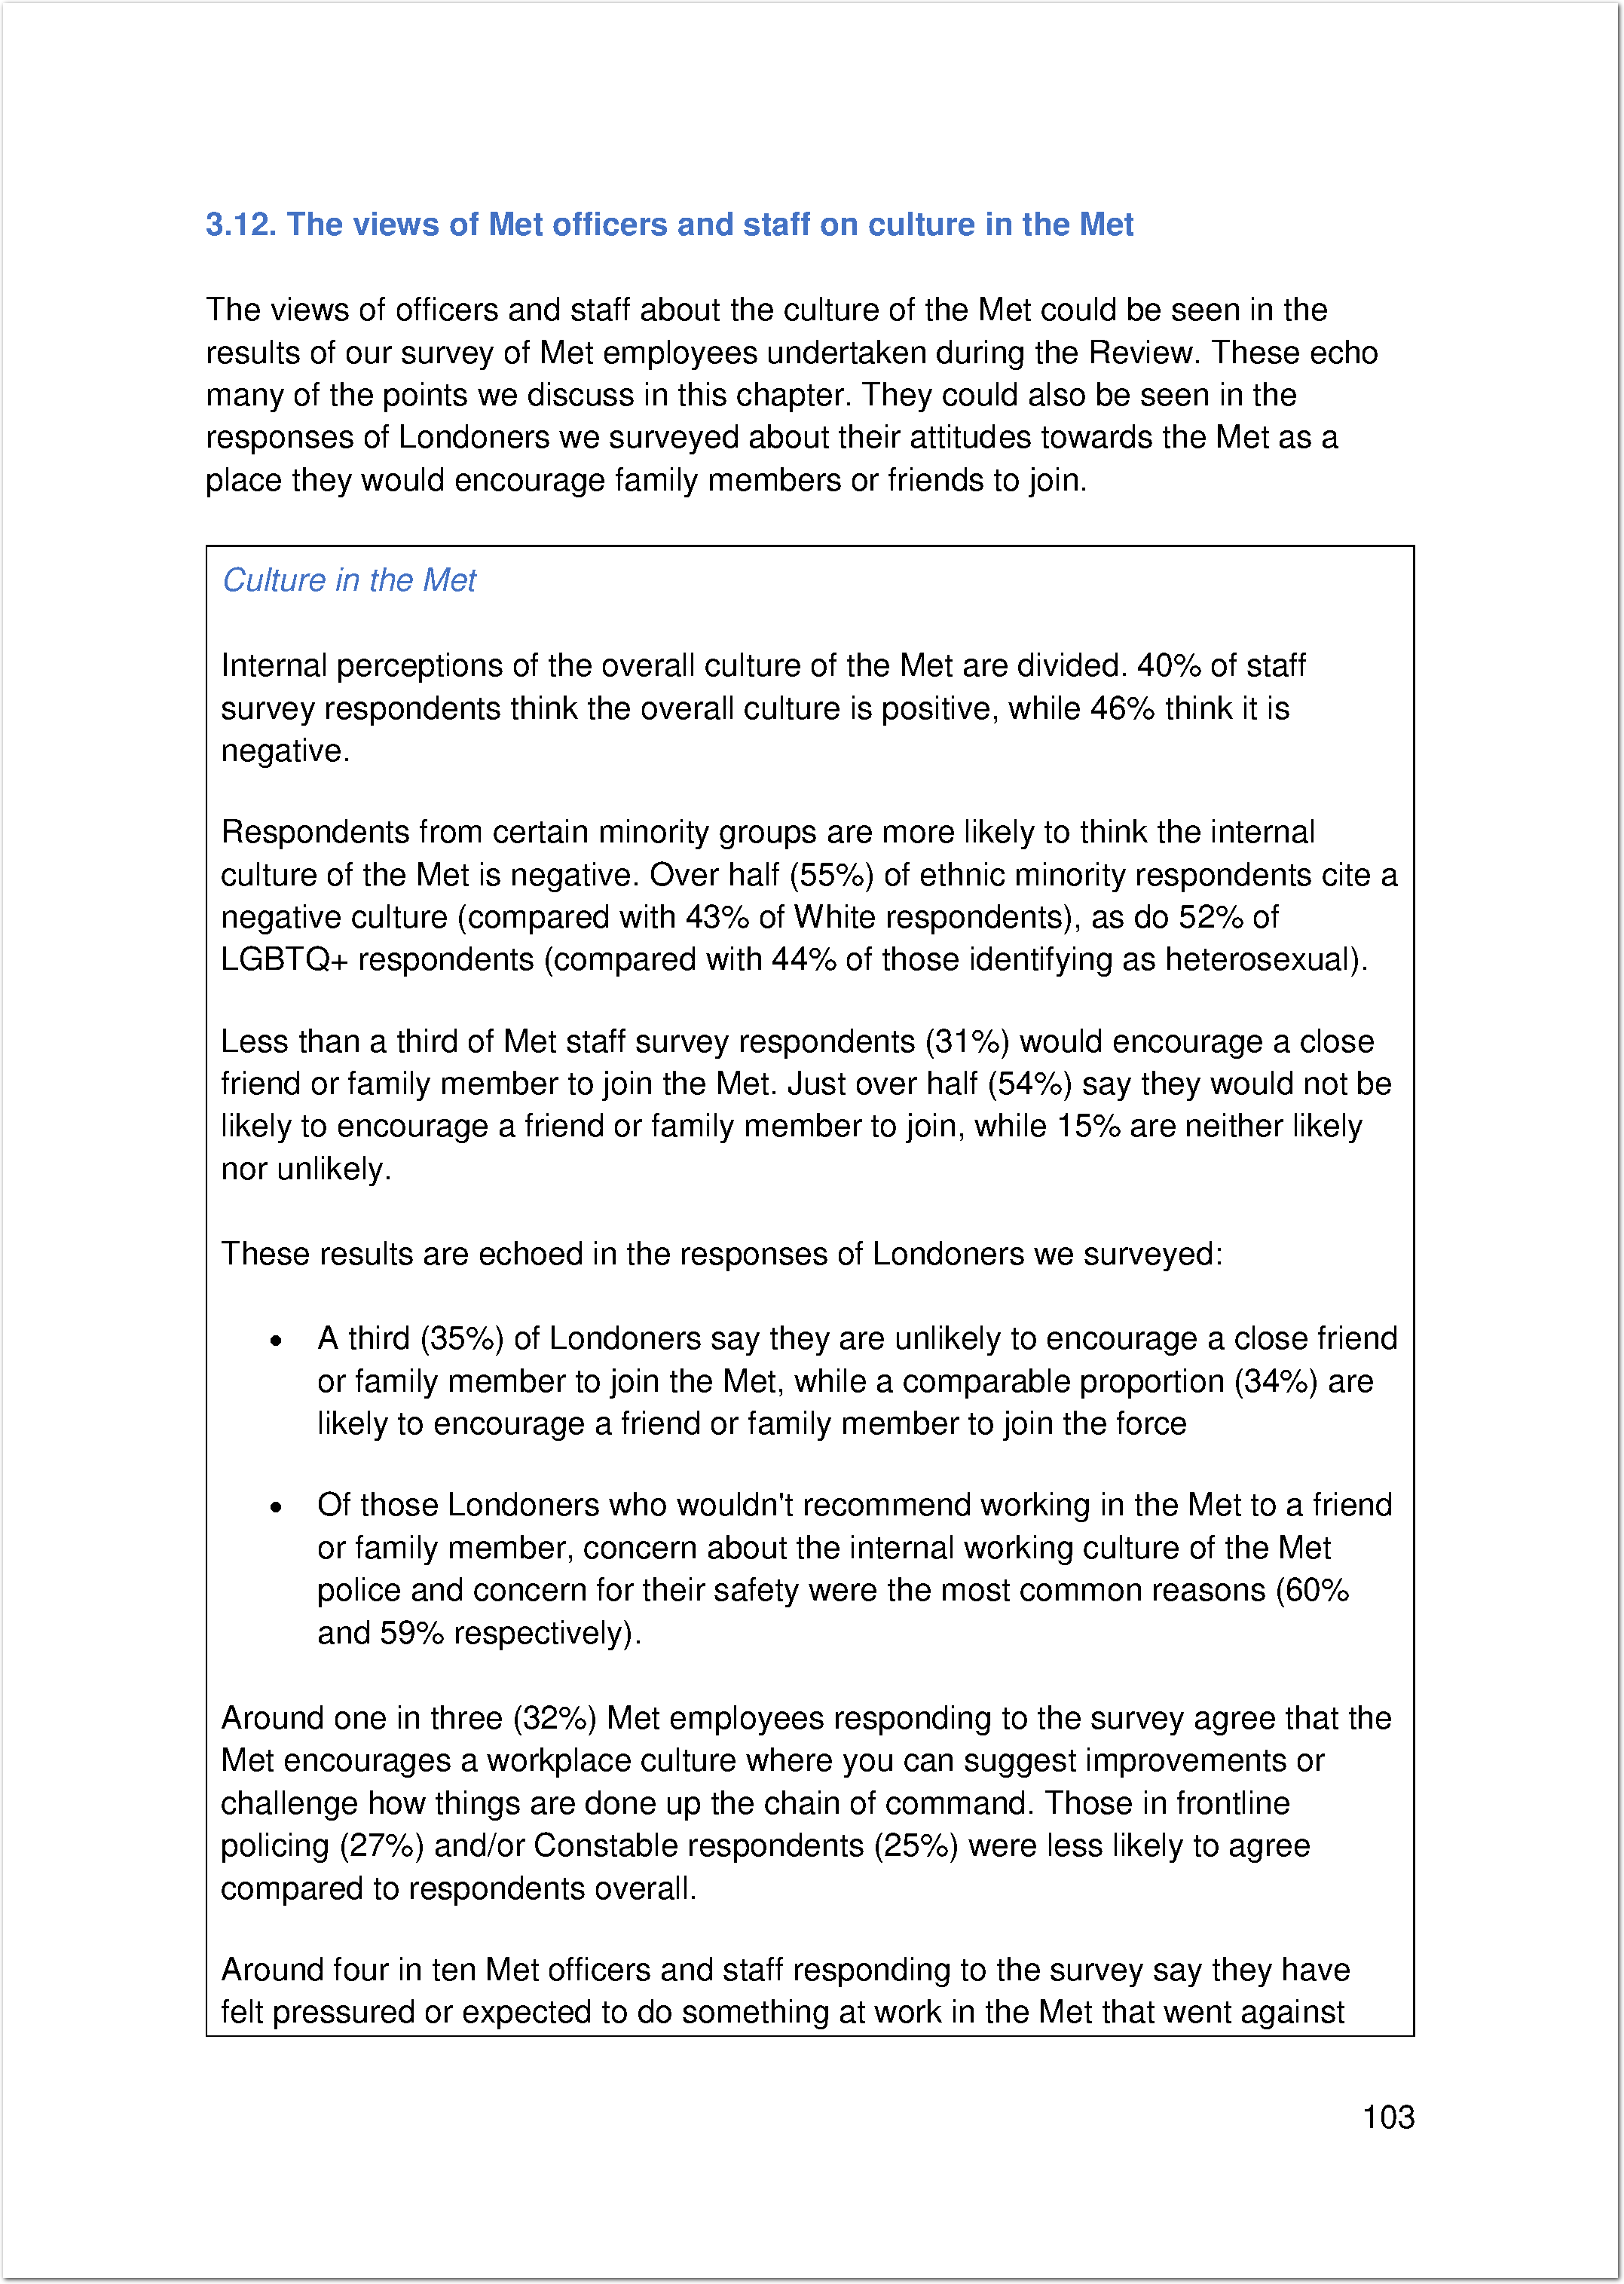 3.12. The views of Met officers and staff on culture in the Met
The views of officers and staff about the culture of the Met could be seen in the
results of our survey of Met employees undertaken during the Review. These echo
many of the points we discuss in this chapter. They could also be seen in the
responses of Londoners we surveyed about their attitudes towards the Met as a
place they would encourage family members or friends to join.
Culture in the Met
Internal perceptions of the overall culture of the Met are divided. 40% of staff
survey respondents think the overall culture is positive, while 46% think it is
negative.
Respondents from certain minority groups are more likely to think the internal
culture of the Met is negative. Over half (55%) of ethnic minority respondents cite a
negative culture (compared with 43% of White respondents), as do 52% of
LGBTQ+ respondents (compared with 44% of those identifying as heterosexual).
Less than a third of Met staff survey respondents (31%) would encourage a close
friend or family member to join the Met. Just over half (54%) say they would not be
likely to encourage a friend or family member to join, while 15% are neither likely
nor unlikely.
These results are echoed in the responses of Londoners we surveyed:
• A third (35%) of Londoners say they are unlikely to encourage a close friend
or family member to join the Met, while a comparable proportion (34%) are
likely to encourage a friend or family member to join the force
• Of those Londoners who wouldn't recommend working in the Met to a friend
or family member, concern about the internal working culture of the Met
police and concern for their safety were the most common reasons (60%
and 59% respectively).
Around one in three (32%) Met employees responding to the survey agree that the
Met encourages a workplace culture where you can suggest improvements or
challenge how things are done up the chain of command. Those in frontline
policing (27%) and/or Constable respondents (25%) were less likely to agree
compared to respondents overall.
Around four in ten Met officers and staff responding to the survey say they have
felt pressured or expected to do something at work in the Met that went against
103